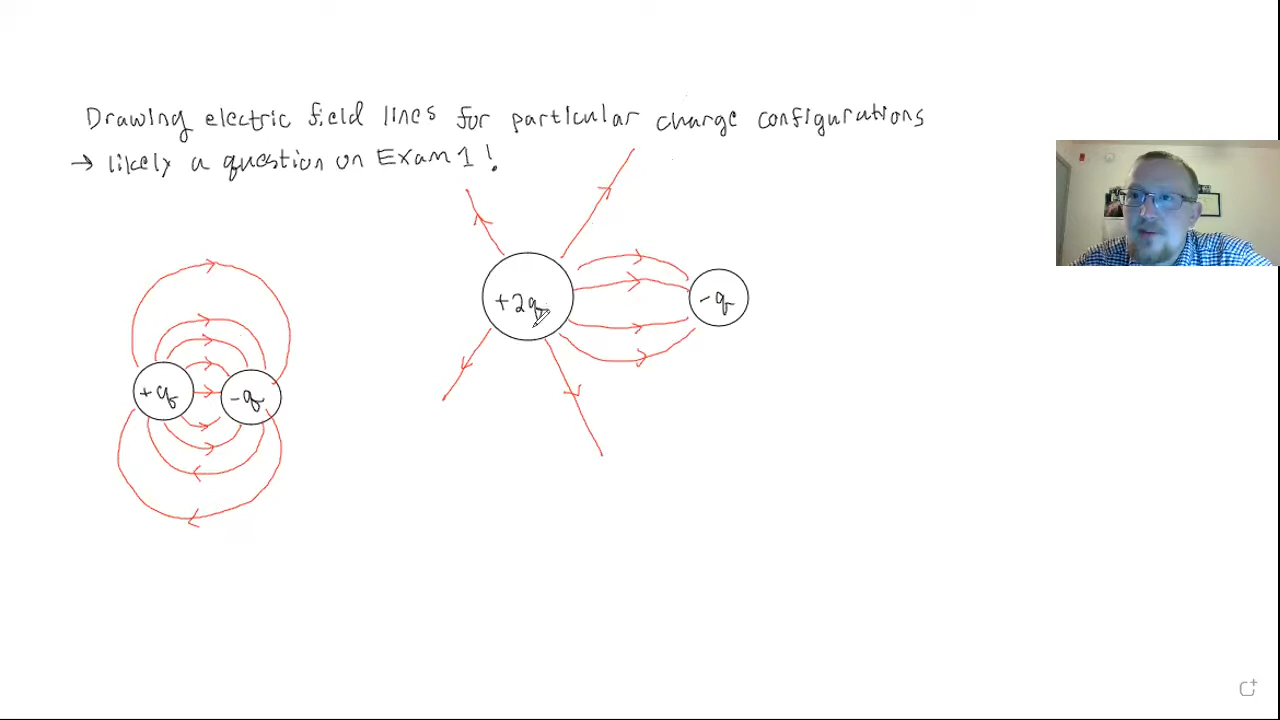 Drawing electric field lines for particular charge configurations
→ likely a question on Exam 1!
+2q
-q
+q
-q